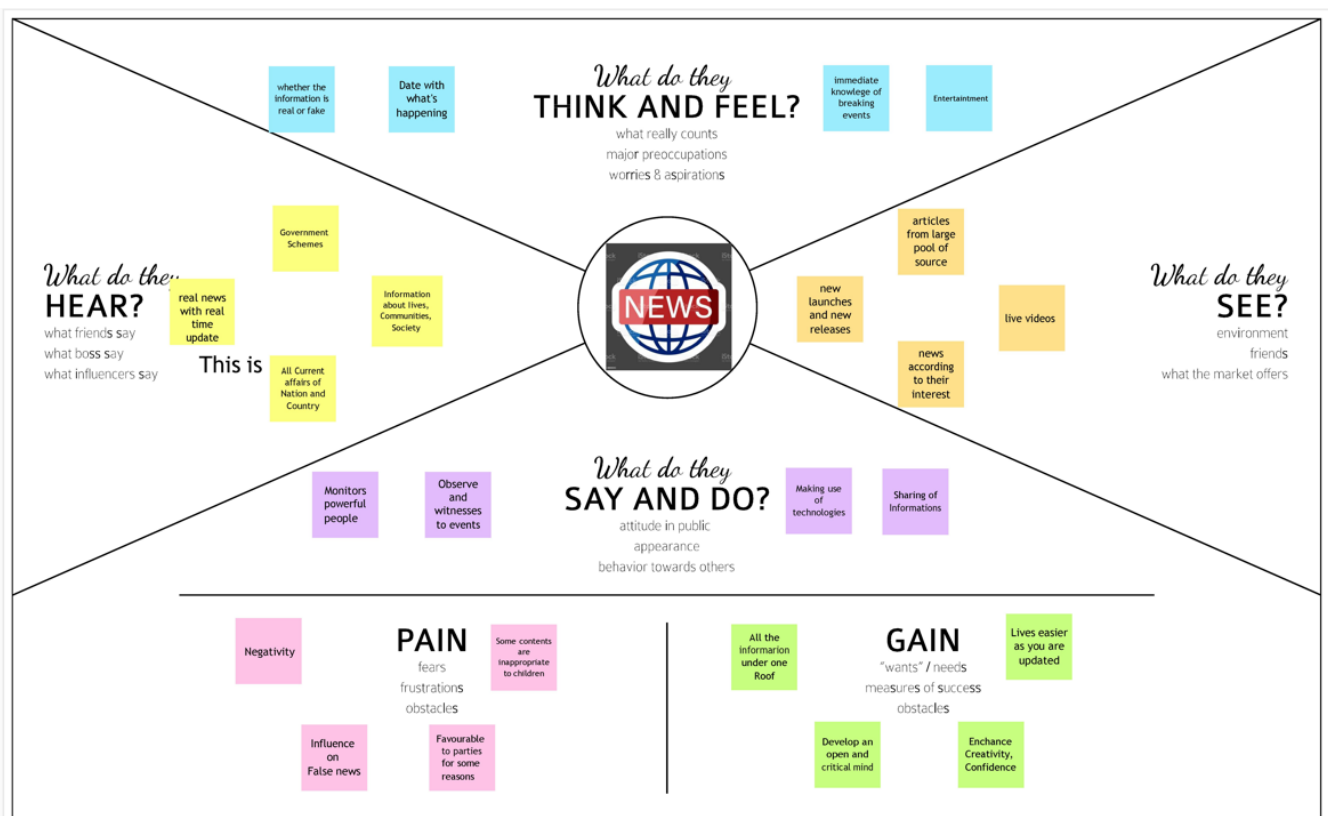 What do they
THINK AND FEEL?
what really counts
major preoccupations
worries & aspirations
whether the
information is
real or fake
Date with
what's
happening
immediate
knowlege of
breaking
events
Entertaintment
What do they
HEAR?
what friends say
what boss say
what influencers say
Government
Schemes
real news
with real
time
update
Information
about lives,
Communities,
Society
This is
All Current
affairs of
Nation and
Country
NEWS
What do they
SEE?
environment
friends
what the market offers
articles
from large
pool of
source
new
launches
and new
releases
live videos
news
according
to their
interest
What do they
SAY AND DO?
attitude in public
appearance
behavior towards others
Monitors
powerful
people
Observe
and
witnesses
to events
Making use
of
technologies
Sharing of
Informations
PAIN
fears
frustrations
obstacles
Negativity
Some contents
are
inappropriate
to children
Influence
on
False news
Favourable
to parties
for some
reasons
GAIN
"wants" / needs
measures of success
obstacles
All the
informarion
under one
Roof
Lives easier
as you are
updated
Develop an
open and
critical mind
Enchance
Creativity,
Confidence